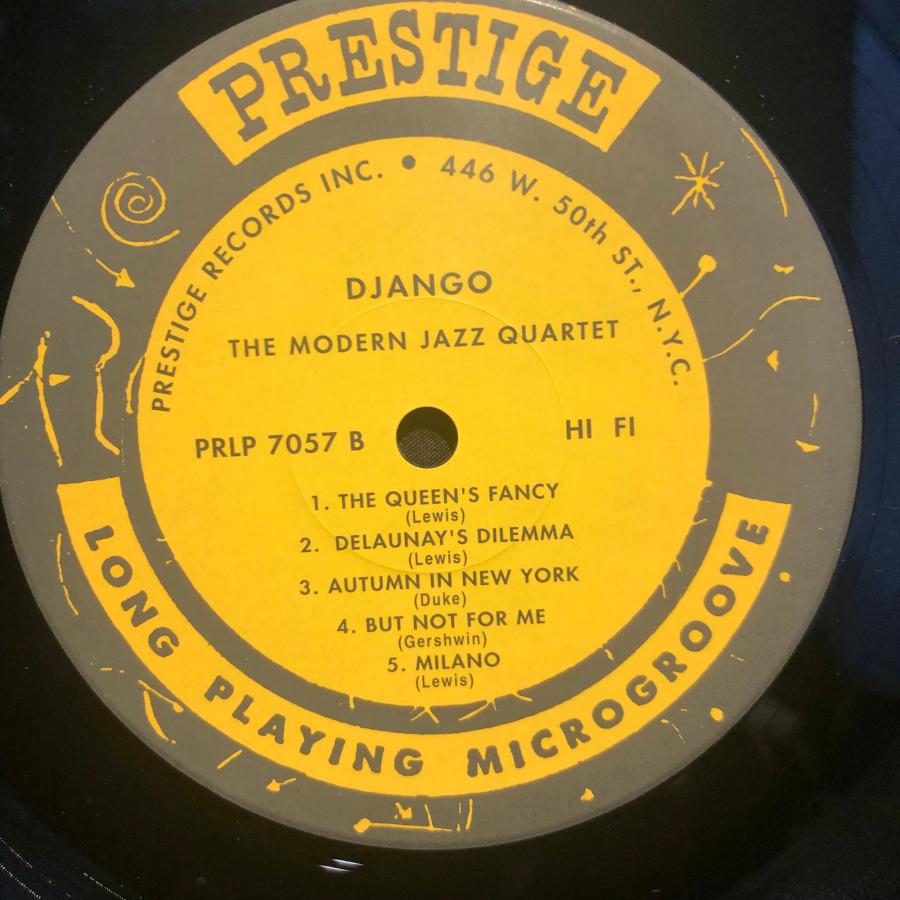 PRESTIGE
PRESTIGE RECORDS INC. • 446 W. 50th ST., N.Y.C.
DJANGO
THE MODERN JAZZ QUARTET
PRLP 7057 B
HI FI
1. THE QUEEN'S FANCY
(Lewis)
2. DELAUNAY'S DILEMMA
(Lewis)
3. AUTUMN IN NEW YORK
(Duke)
4. BUT NOT FOR ME
(Gershwin)
5. MILANO
(Lewis)
LONG PLAYING MICROGROOVE